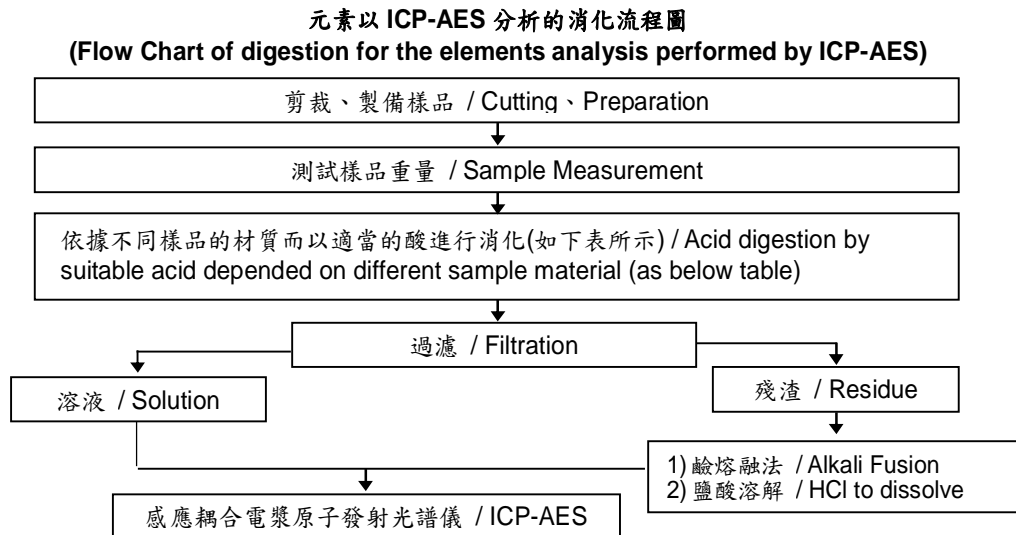 元素以 ICP-AES 分析的消化流程圖
(Flow Chart of digestion for the elements analysis performed by ICP-AES)
剪裁、製備樣品 / Cutting、Preparation
測試樣品重量 / Sample Measurement
依據不同樣品的材質而以適當的酸進行消化(如下表所示) / Acid digestion by
suitable acid depended on different sample material (as below table)
過濾 / Filtration
溶液 / Solution
殘渣 / Residue
1) 鹼熔融法 / Alkali Fusion
2) 鹽酸溶解 / HCl to dissolve
感應耦合電漿原子發射光譜儀 / ICP-AES